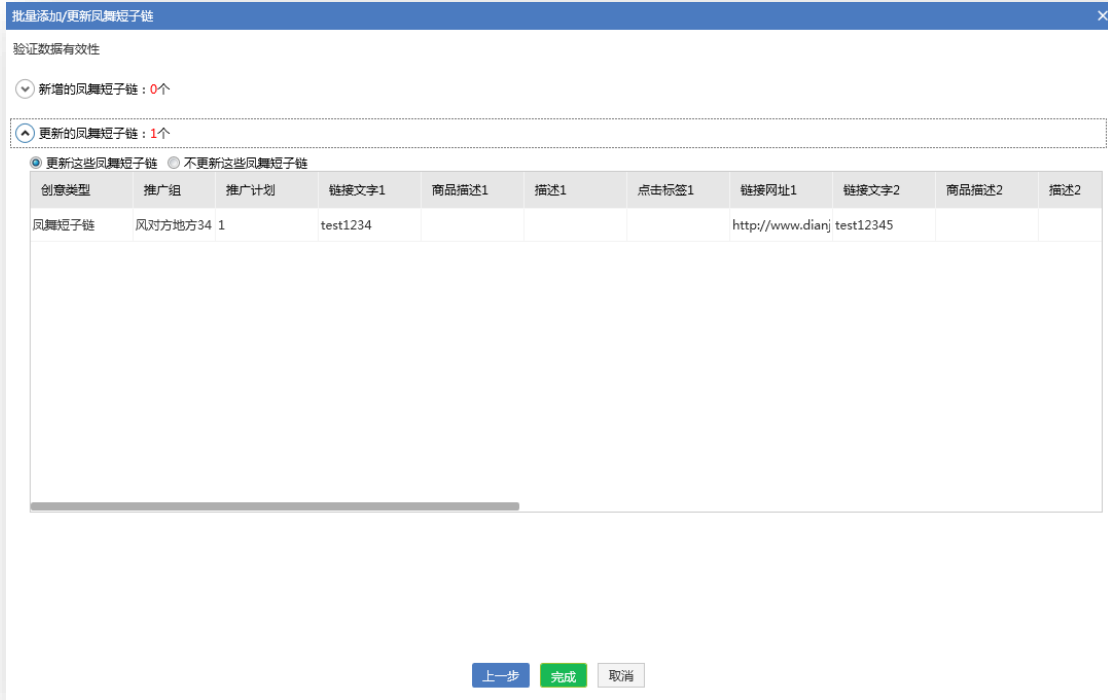 批量添加/更新凤舞短子链
验证数据有效性
新增的凤舞短子链：0个
更新的凤舞短子链：1个
更新这些凤舞短子链 不更新这些凤舞短子链
创意类型 推广组 推广计划 链接文字1 商品描述1 描述1 点击标签1 链接网址1 链接文字2 商品描述2 描述2
凤舞短子链 风对方地方34 1 test1234 http://www.dianj test12345
上一步 完成 取消